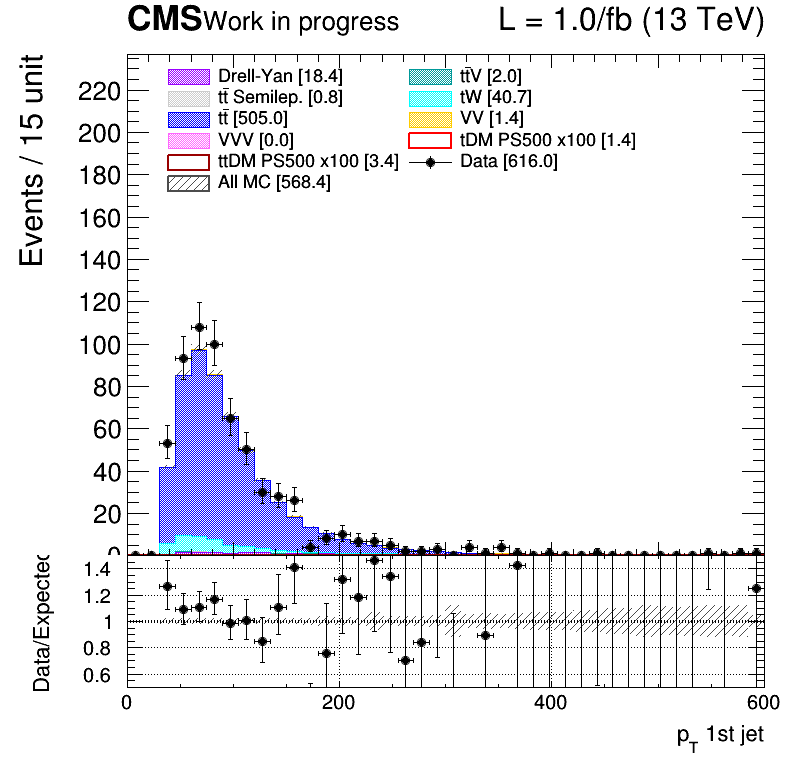 CMS Work in progress L = 1.0/fb (13 TeV)
Events / 15 unit
220
200
180
160
140
120
100
80
60
40
20
0
Drell-Yan [18.4]
tt̄ Semilep. [0.8]
tt̄ [505.0]
VVV [0.0]
ttDM PS500 x100 [3.4]
All MC [568.4]
tt̄V [2.0]
tW [40.7]
VV [1.4]
tDM PS500 x100 [1.4]
Data [616.0]
Data/Expected
1.4
1.2
1
0.8
0.6
0 200 400 600
p_T 1st jet